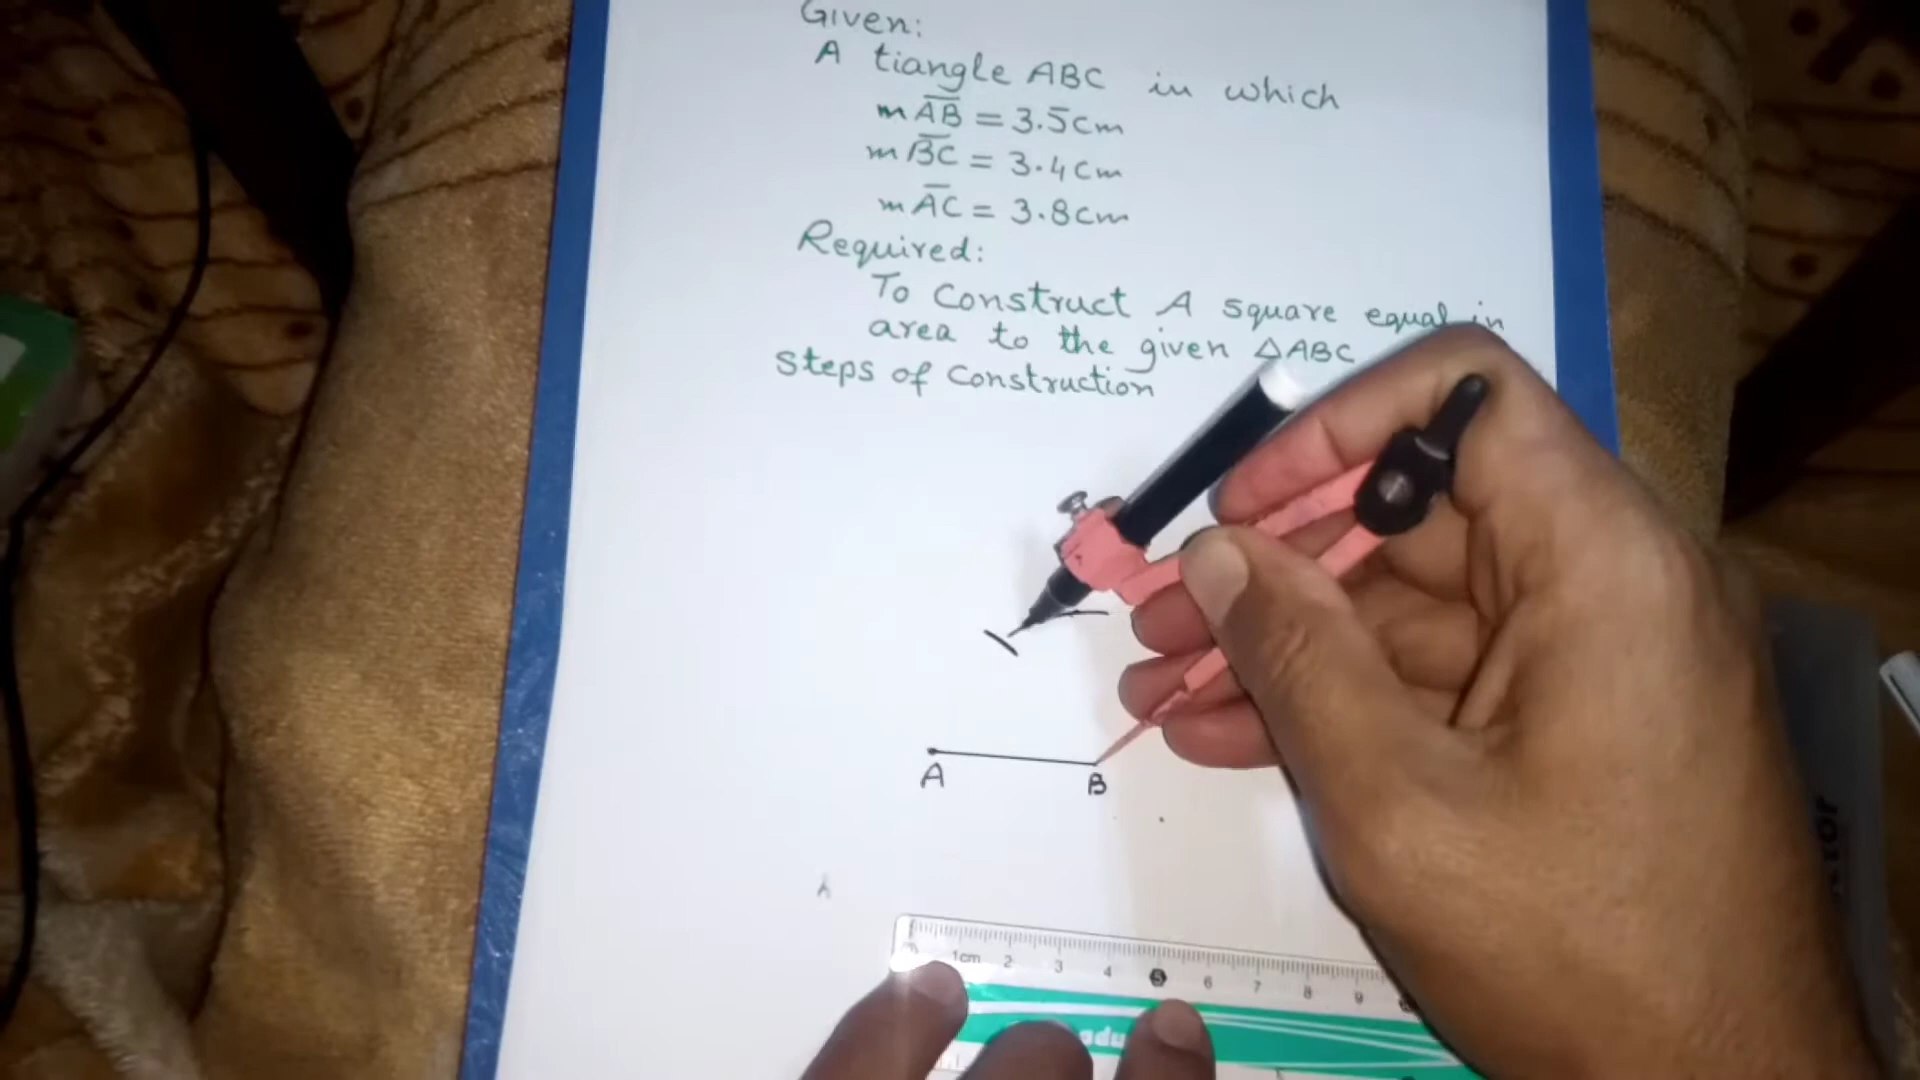 Given:
A tiangle ABC in which
mAB = 3.5cm
mBC = 3.4cm
mAC = 3.8cm
Required:
To Construct A square equal in
area to the given △ABC
Steps of Construction
A B
1cm 2 3 4 5 6 7 8 9